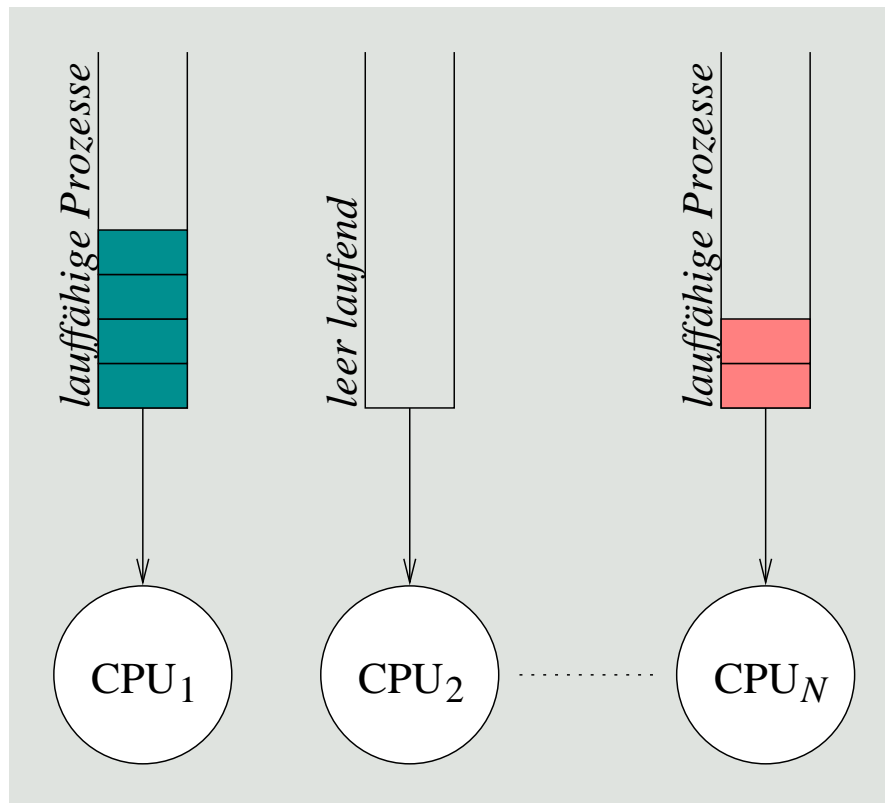 lauffähige Prozesse
leer laufend
lauffähige Prozesse
CPU1
CPU2
CPUN